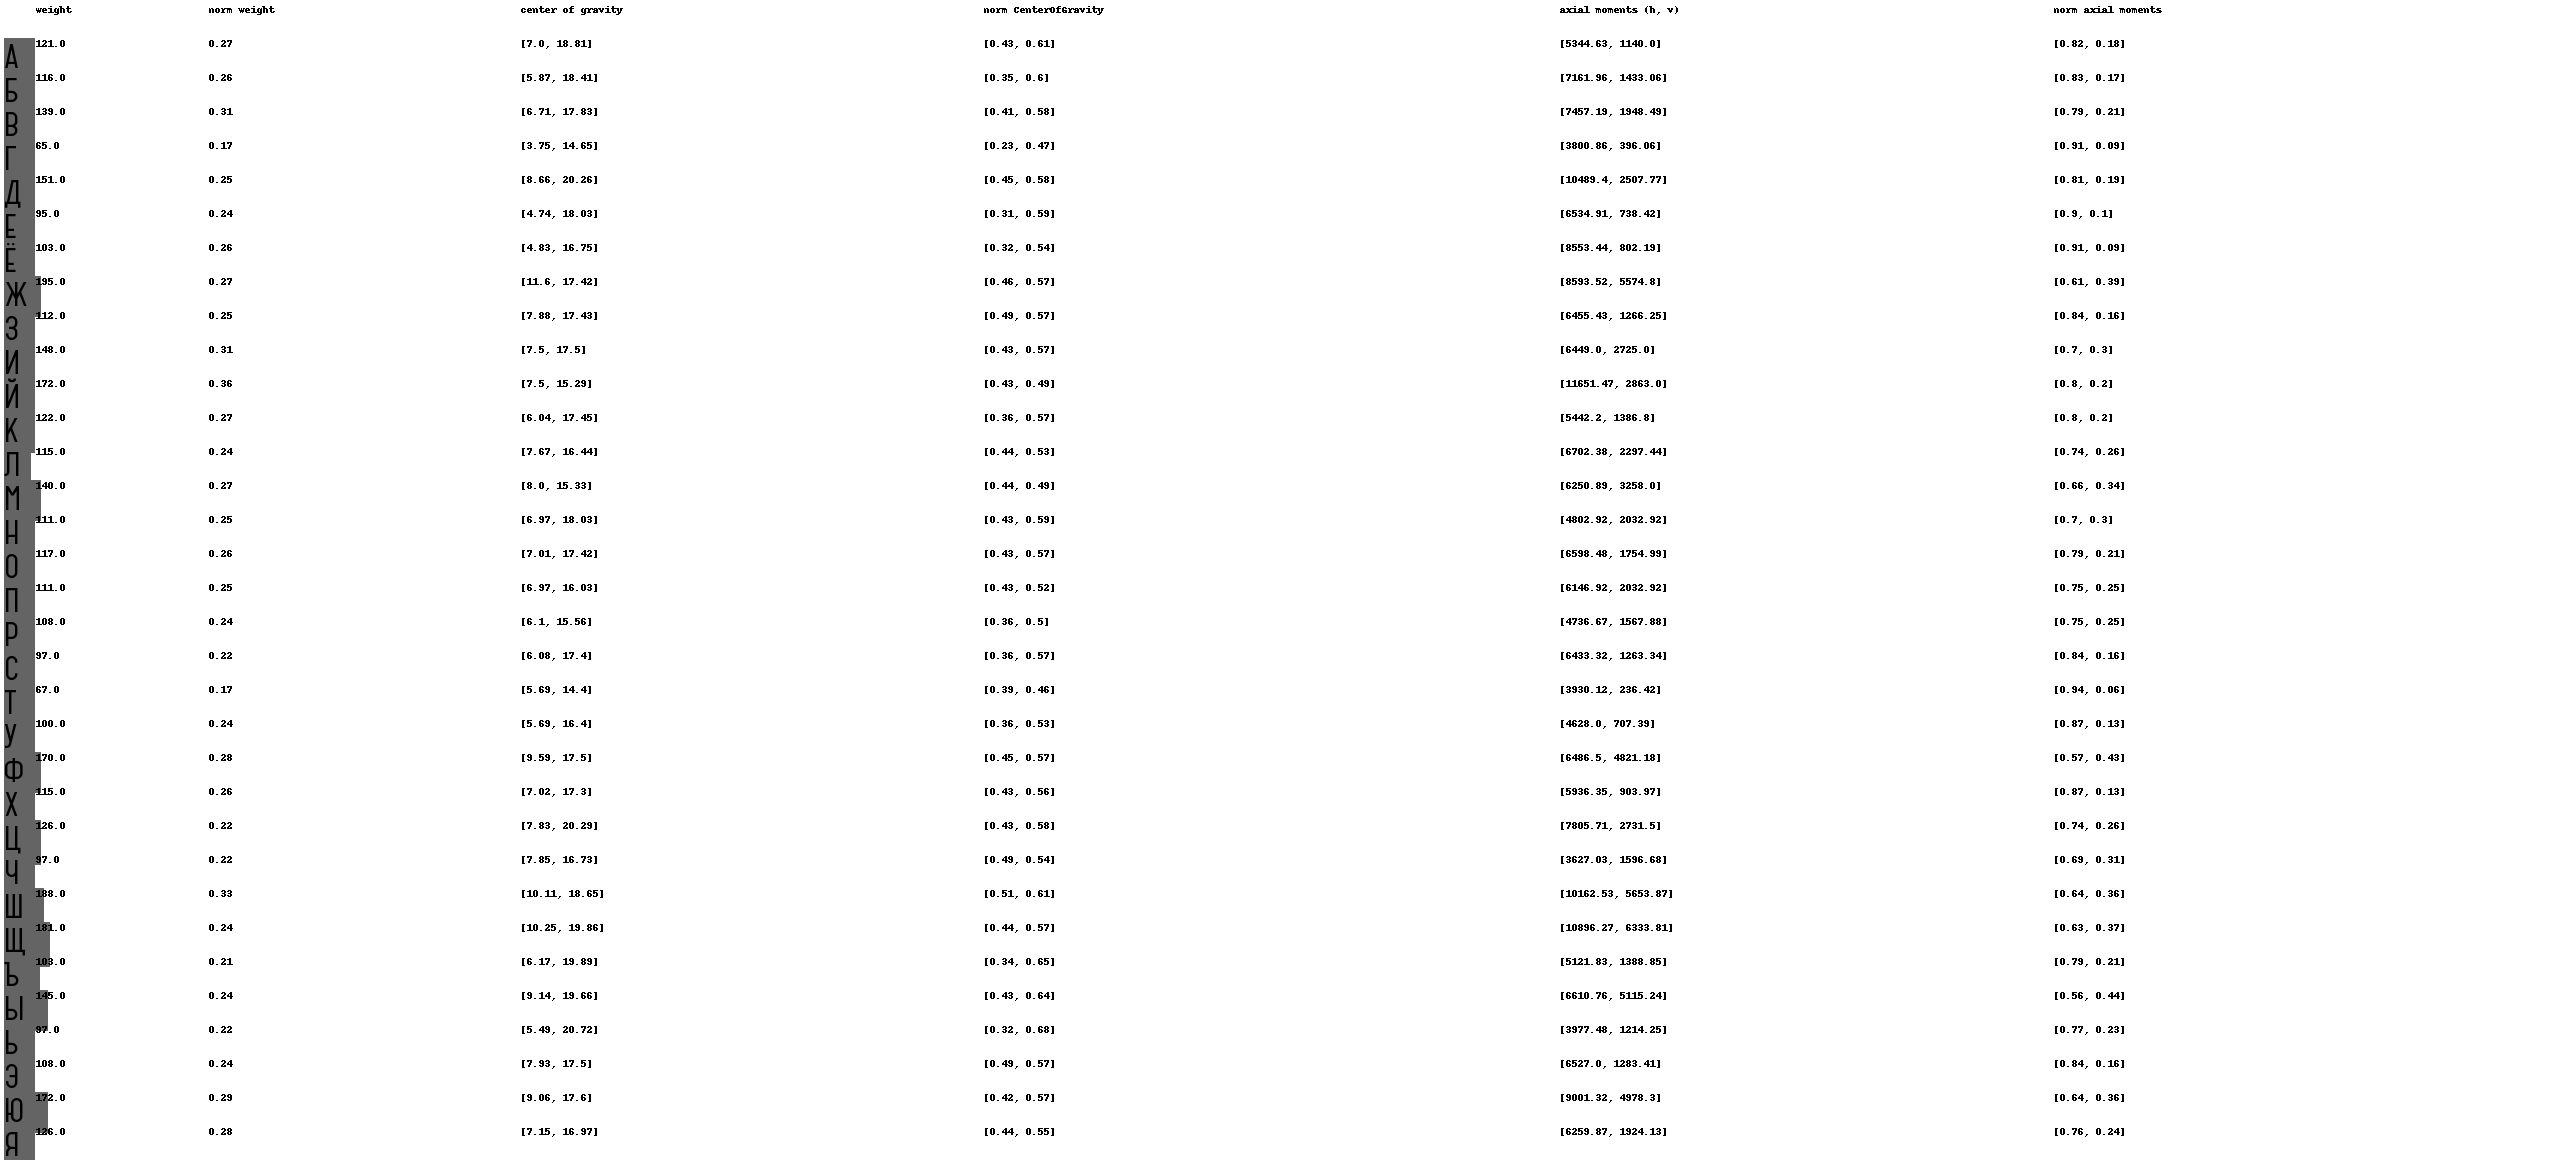 weight norm weight center of gravity norm CenterOfGravity axial moments (h, v) norm axial moments
А 121.0 0.27 [7.0, 18.81] [0.43, 0.61] [5344.63, 1140.0] [0.82, 0.18]
Б 116.0 0.26 [5.87, 18.41] [0.35, 0.6] [7161.96, 1433.06] [0.83, 0.17]
В 139.0 0.31 [6.71, 17.83] [0.41, 0.58] [7457.19, 1948.49] [0.79, 0.21]
Г 65.0 0.17 [3.75, 14.65] [0.23, 0.47] [3800.86, 396.06] [0.91, 0.09]
Д 151.0 0.25 [8.66, 20.26] [0.45, 0.58] [10489.4, 2507.77] [0.81, 0.19]
Е 95.0 0.24 [4.74, 18.03] [0.31, 0.59] [6534.91, 738.42] [0.9, 0.1]
Ё 103.0 0.26 [4.83, 16.75] [0.32, 0.54] [8553.44, 802.19] [0.91, 0.09]
Ж 195.0 0.27 [11.6, 17.42] [0.46, 0.57] [8593.52, 5574.8] [0.61, 0.39]
З 112.0 0.25 [7.88, 17.43] [0.49, 0.57] [6455.43, 1266.25] [0.84, 0.16]
И 148.0 0.31 [7.5, 17.5] [0.43, 0.57] [6449.0, 2725.0] [0.7, 0.3]
Й 172.0 0.36 [7.5, 15.29] [0.43, 0.49] [11651.47, 2863.0] [0.8, 0.2]
К 122.0 0.27 [6.04, 17.45] [0.36, 0.57] [5442.2, 1386.8] [0.8, 0.2]
Л 115.0 0.24 [7.67, 16.44] [0.44, 0.53] [6702.38, 2297.44] [0.74, 0.26]
М 140.0 0.27 [8.0, 15.33] [0.44, 0.49] [6250.89, 3258.0] [0.66, 0.34]
Н 111.0 0.25 [6.97, 18.03] [0.43, 0.59] [4802.92, 2032.92] [0.7, 0.3]
О 117.0 0.26 [7.01, 17.42] [0.43, 0.57] [6598.48, 1754.99] [0.79, 0.21]
П 111.0 0.25 [6.97, 16.03] [0.43, 0.52] [6146.92, 2032.92] [0.75, 0.25]
Р 108.0 0.24 [6.1, 15.56] [0.36, 0.5] [4736.67, 1567.88] [0.75, 0.25]
С 97.0 0.22 [6.08, 17.4] [0.36, 0.57] [6433.32, 1263.34] [0.84, 0.16]
Т 67.0 0.17 [5.69, 14.4] [0.39, 0.46] [3930.12, 236.42] [0.94, 0.06]
У 100.0 0.24 [5.69, 16.4] [0.36, 0.53] [4628.0, 707.39] [0.87, 0.13]
Ф 170.0 0.28 [9.59, 17.5] [0.45, 0.57] [6486.5, 4821.18] [0.57, 0.43]
Х 115.0 0.26 [7.02, 17.3] [0.43, 0.56] [5936.35, 903.97] [0.87, 0.13]
Ц 126.0 0.22 [7.83, 20.29] [0.43, 0.58] [7805.71, 2731.5] [0.74, 0.26]
Ч 97.0 0.22 [7.85, 16.73] [0.49, 0.54] [3627.03, 1596.68] [0.69, 0.31]
Ш 188.0 0.33 [10.11, 18.65] [0.51, 0.61] [10162.53, 5653.87] [0.64, 0.36]
Щ 181.0 0.24 [10.25, 19.86] [0.44, 0.57] [10896.27, 6333.81] [0.63, 0.37]
Ъ 103.0 0.21 [6.17, 19.89] [0.34, 0.65] [5121.83, 1388.85] [0.79, 0.21]
Ы 145.0 0.24 [9.14, 19.66] [0.43, 0.64] [6610.76, 5115.24] [0.56, 0.44]
Ь 97.0 0.22 [5.49, 20.72] [0.32, 0.68] [3977.48, 1214.25] [0.77, 0.23]
Э 108.0 0.24 [7.93, 17.5] [0.49, 0.57] [6527.0, 1283.41] [0.84, 0.16]
Ю 172.0 0.29 [9.06, 17.6] [0.42, 0.57] [9001.32, 4978.3] [0.64, 0.36]
Я 126.0 0.28 [7.15, 16.97] [0.44, 0.55] [6259.87, 1924.13] [0.76, 0.24]